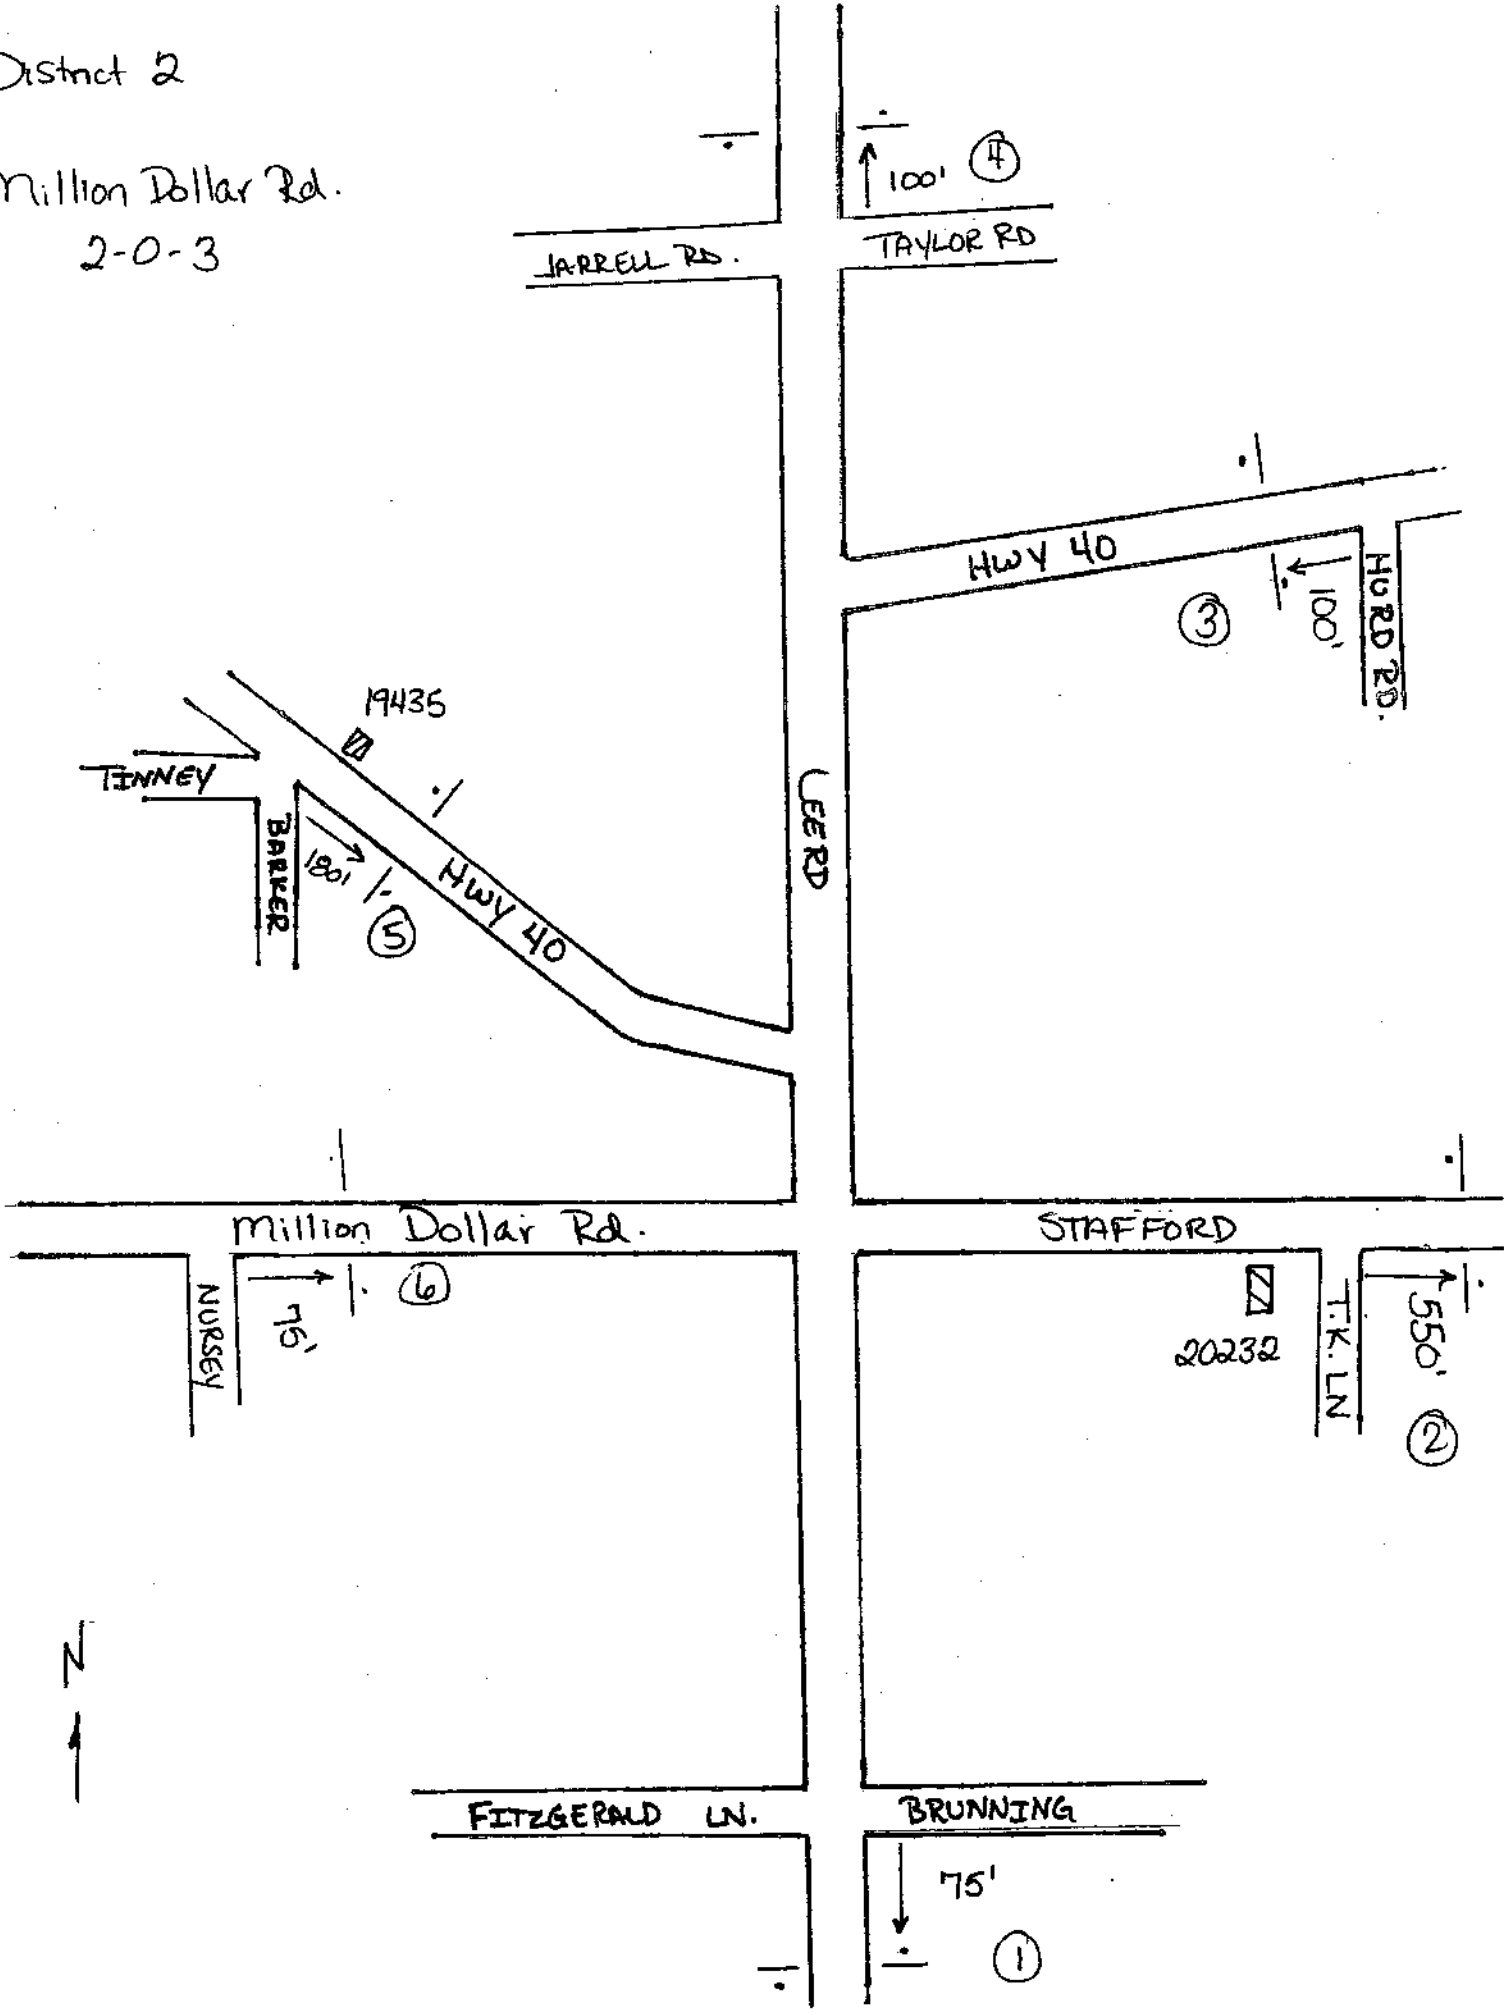 District 2
Million Dollar Rd.
2-0-3
100' 4
JARRELL RD.
TAYLOR RD
HWY 40
3
100'
HURD RD.
19435
TINNEY
BARKER
180'
5
HWY 40
LEE RD
Million Dollar Rd.
STAFFORD
NURSEY
75'
6
20232
T.K. LN
550'
2
N
FITZGERALD LN.
BRUNNING
75'
1